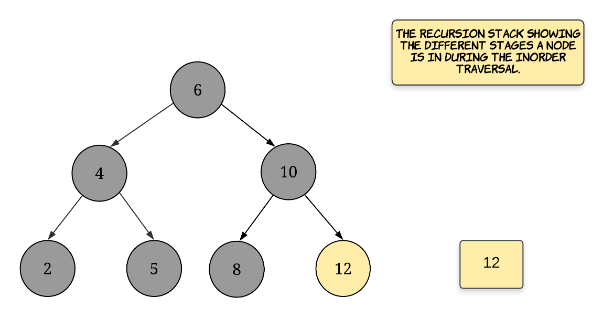 THE RECURSION STACK SHOWING
THE DIFFERENT STAGES A NODE
IS IN DURING THE INORDER
TRAVERSAL.
6
4
10
2
5
8
12
12